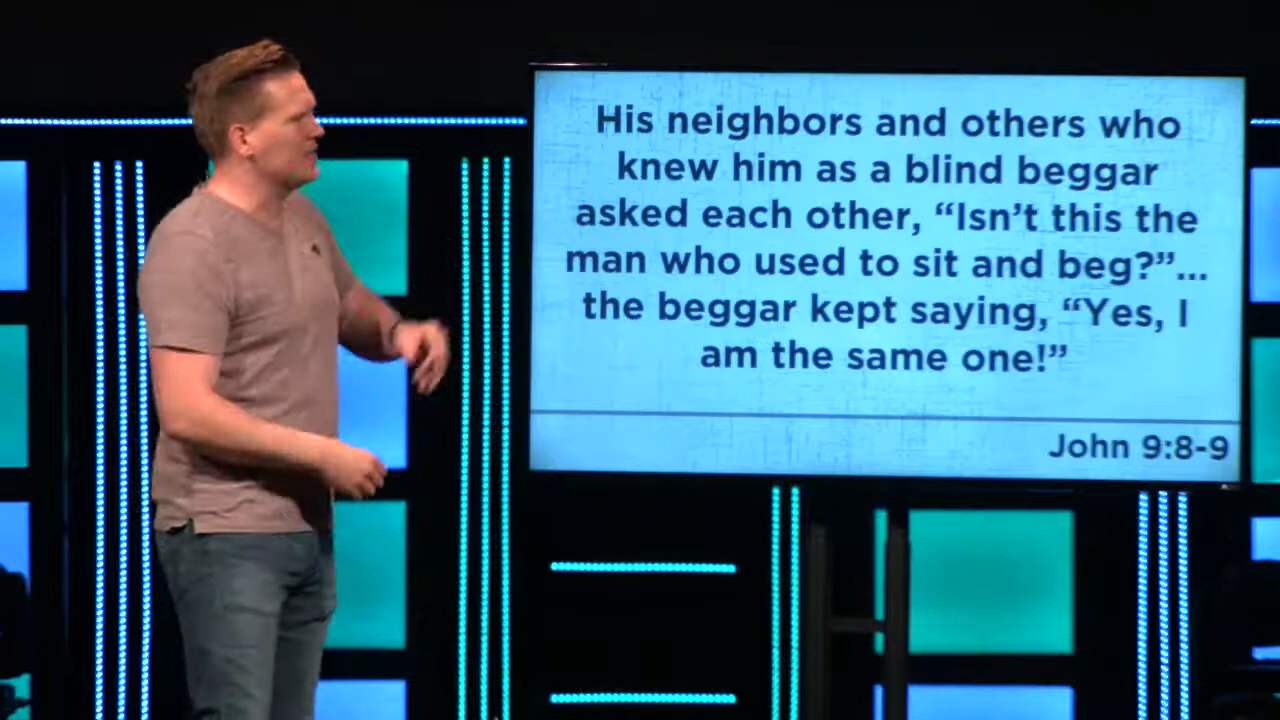 His neighbors and others who
knew him as a blind beggar
asked each other, “Isn’t this the
man who used to sit and beg?”...
the beggar kept saying, “Yes, I
am the same one!”
John 9:8-9